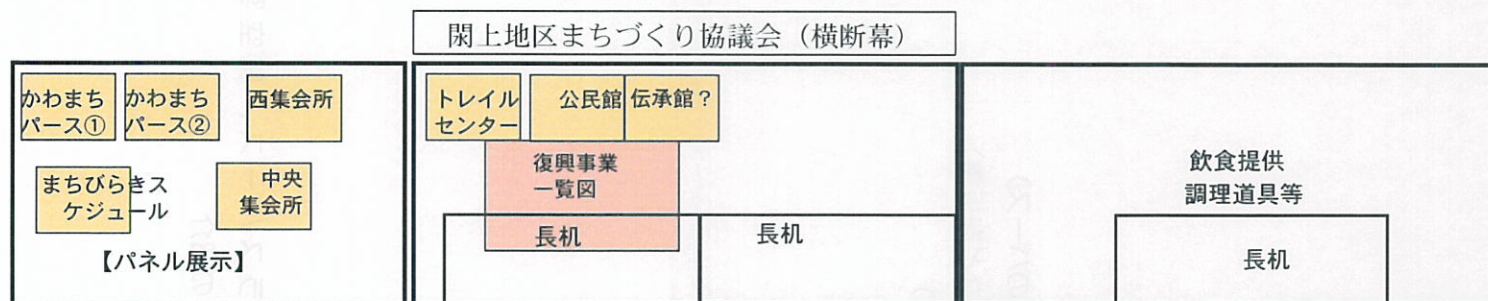 閖上地区まちづくり協議会（横断幕）
かわまち
パース①
かわまち
パース②
西集会所
まちびらきス
ケジュール
中央
集会所
【パネル展示】
トレイル
センター
公民館
伝承館？
復興事業
一覧図
長机
長机
飲食提供
調理道具等
長机